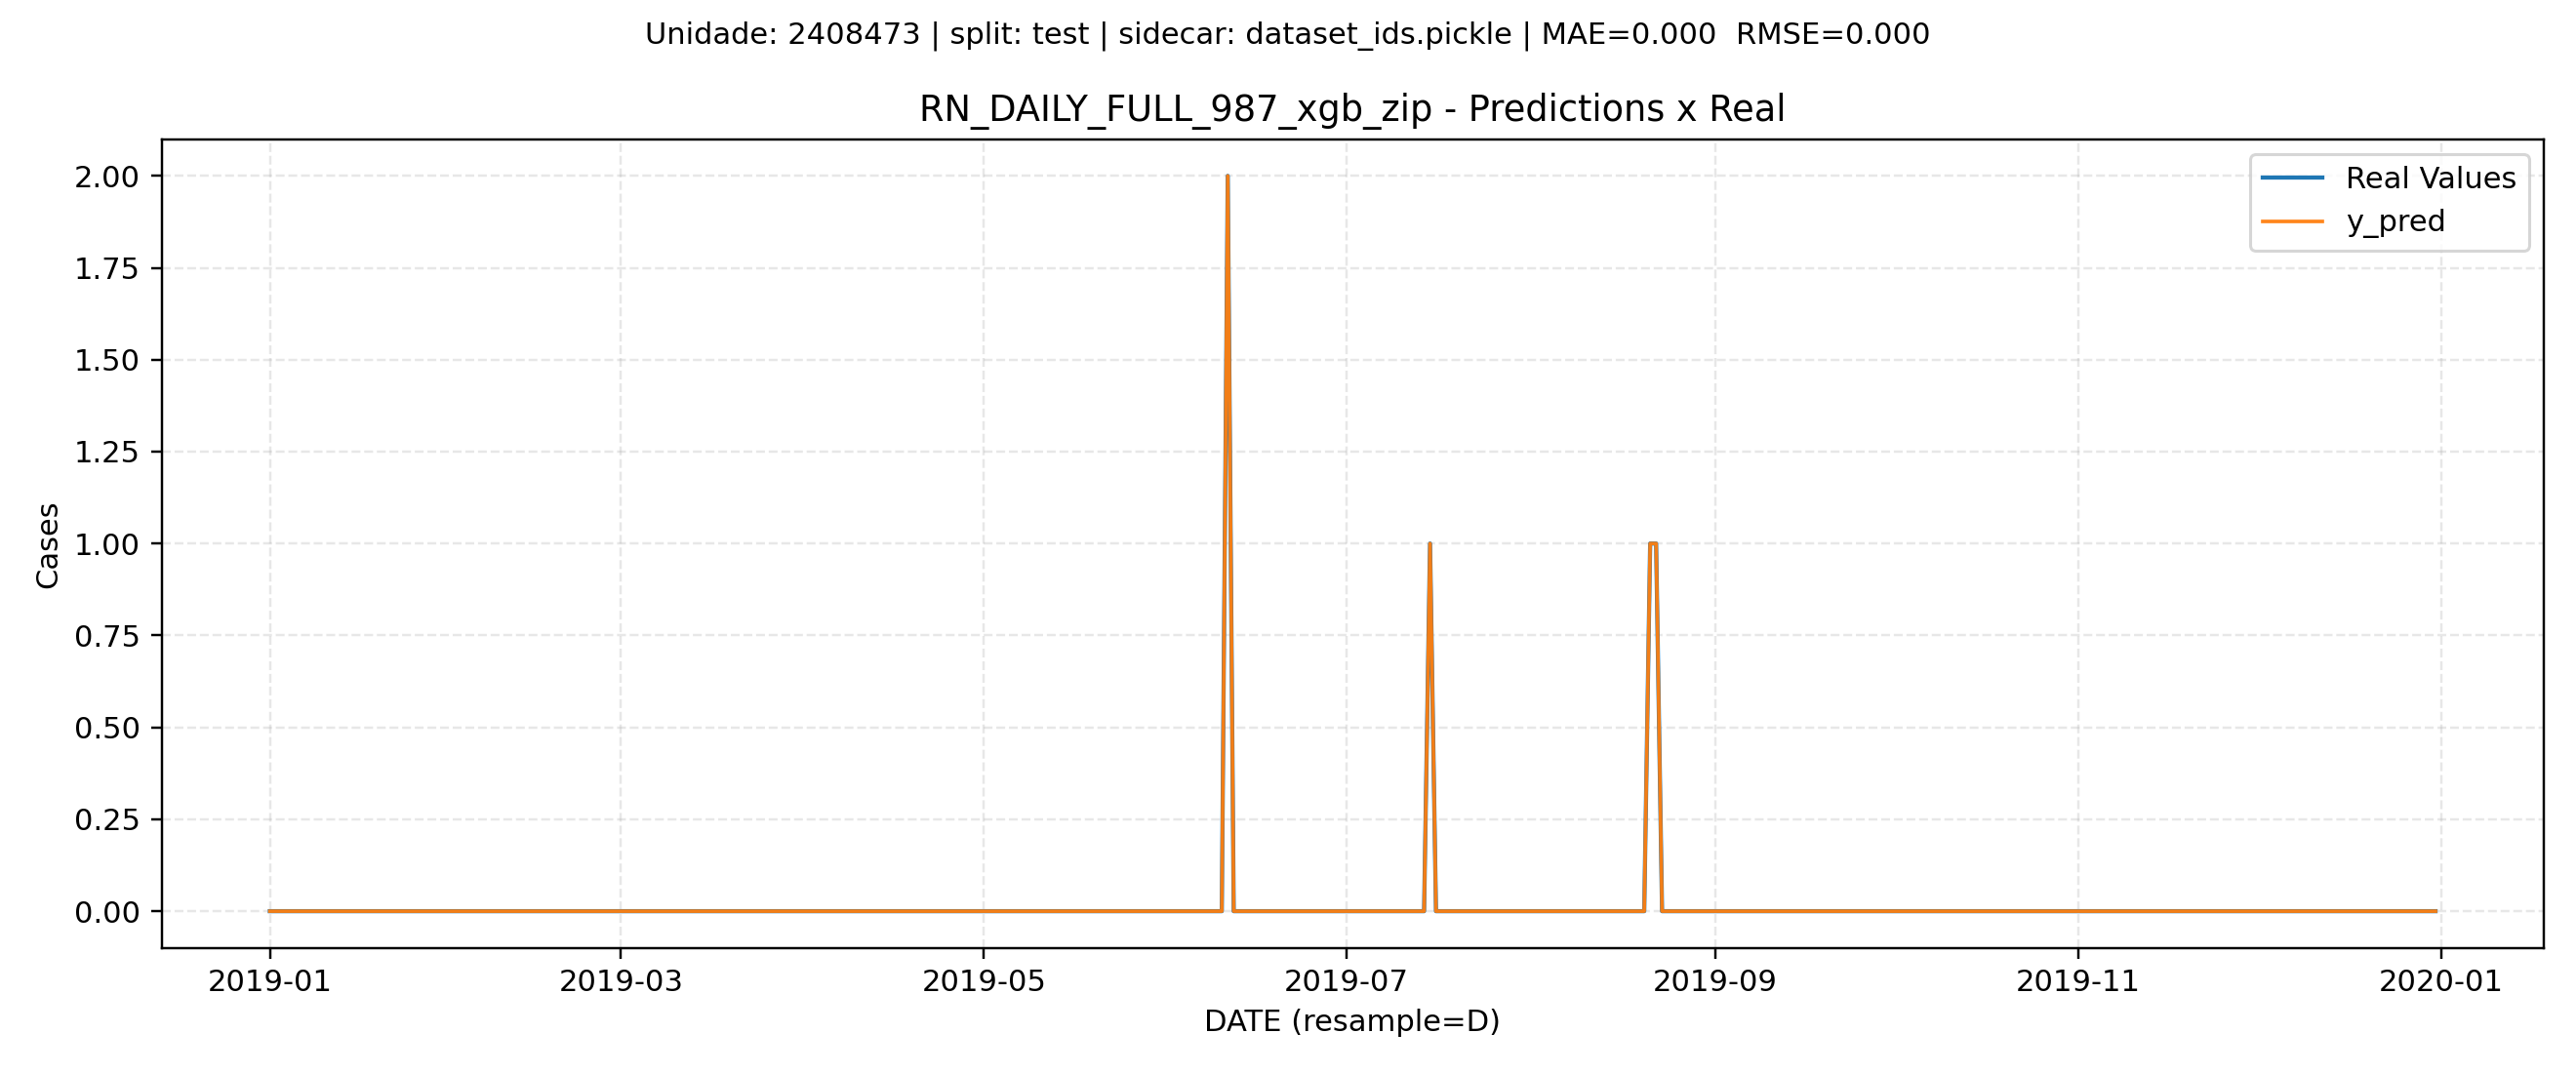 Unidade: 2408473 | split: test | sidecar: dataset_ids.pickle | MAE=0.000  RMSE=0.000
RN_DAILY_FULL_987_xgb_zip - Predictions x Real
Real Values
y_pred
2.00
1.75
1.50
1.25
1.00
0.75
0.50
0.25
0.00
Cases
2019-01
2019-03
2019-05
2019-07
2019-09
2019-11
2020-01
DATE (resample=D)